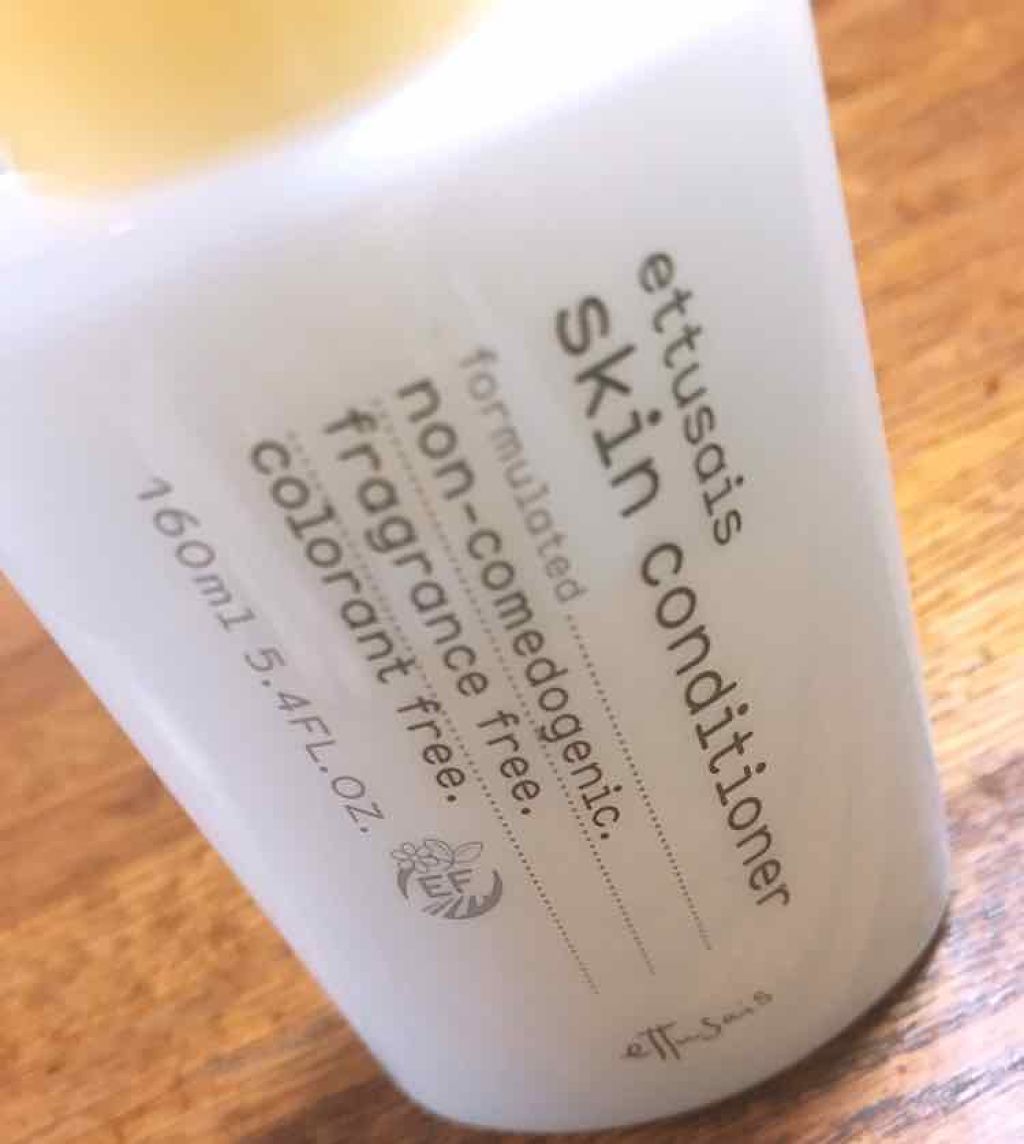 ettusais
skin conditioner
formulated
non-comedogenic.
fragrance free.
colorant free.
160ml 5.4FL.OZ.
ettusais